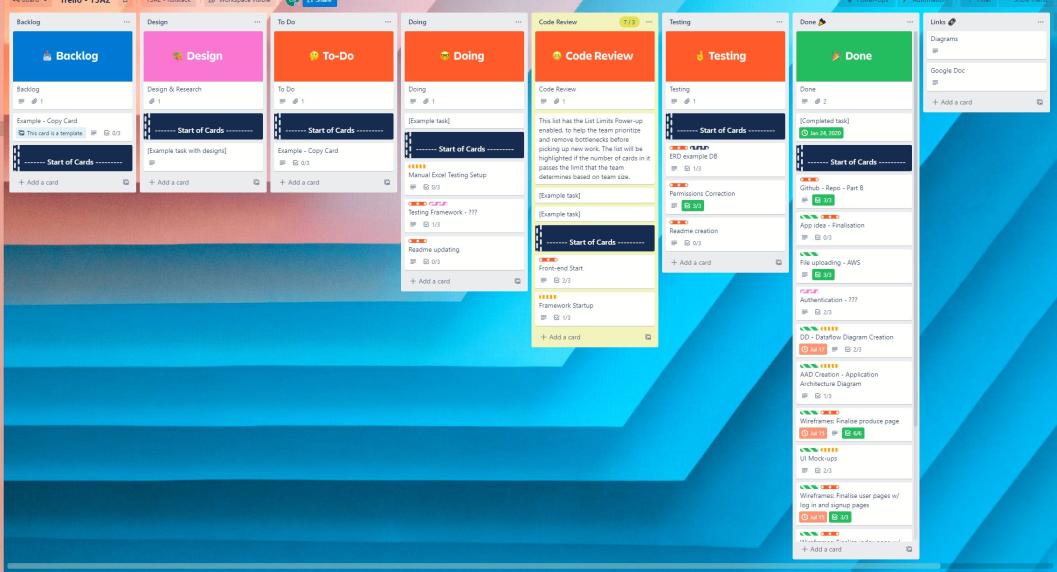 Board
Trello - T3A2
T3A2 - fullstack
Workspace visible
Share
Power-Ups
Automation
Filter
Show menu
Backlog
Backlog
Backlog
1
Example - Copy Card
This card is a template.
0/3
------- Start of Cards ---------
+ Add a card
Design
Design
Design & Research
1
------- Start of Cards ---------
[Example task with designs]
+ Add a card
To Do
To-Do
To Do
1
------- Start of Cards ---------
Example - Copy Card
0/3
+ Add a card
Doing
Doing
Doing
1
[Example task]
------- Start of Cards ---------
Manual Excel Testing Setup
0/3
Testing Framework - ???
1/3
Readme updating
0/3
+ Add a card
Code Review
7 / 3
Code Review
Code Review
1
This list has the List Limits Power-up
enabled, to help the team prioritize
and remove bottlenecks before
picking up new work. The list will be
highlighted if the number of cards in it
passes the limit that the team
determines based on team size.
[Example task]
[Example task]
------- Start of Cards ---------
Front-end Start
2/3
Framework Startup
1/3
+ Add a card
Testing
Testing
Testing
1
------- Start of Cards ---------
ERD example DB
1/3
Permissions Correction
3/3
Readme creation
0/3
+ Add a card
Done
Done
Done
2
[Completed task]
Jan 24, 2020
------- Start of Cards ---------
Github - Repo - Part B
3/3
App idea - Finalisation
0/3
File uploading - AWS
3/3
Authentication - ???
2/3
DD - Dataflow Diagram Creation
Jul 17
2/3
AAD Creation - Application
Architecture Diagram
1/3
Wireframes: Finalise produce page
Jul 15
6/6
UI Mock-ups
2/3
Wireframes: Finalise user pages w/
log in and signup pages
Jul 15
3/3
+ Add a card
Links
Diagrams
Google Doc
+ Add a card